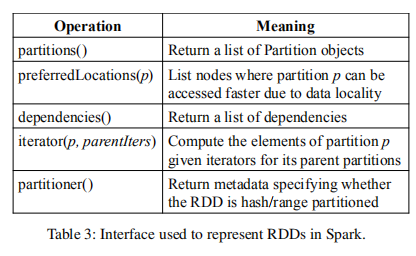 Operation Meaning
partitions() Return a list of Partition objects
preferredLocations(p) List nodes where partition p can be
accessed faster due to data locality
dependencies() Return a list of dependencies
iterator(p, parentIters) Compute the elements of partition p
given iterators for its parent partitions
partitioner() Return metadata specifying whether
the RDD is hash/range partitioned
Table 3: Interface used to represent RDDs in Spark.